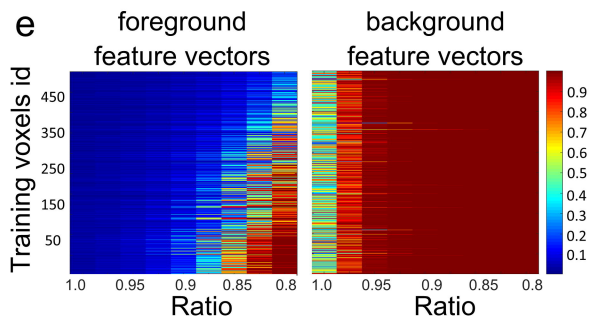 e
foreground
feature vectors
background
feature vectors
Training voxels id
450
350
250
150
50
1.0 0.95 0.9 0.85 0.8
Ratio
1.0 0.95 0.9 0.85 0.8
Ratio
0.9
0.8
0.7
0.6
0.5
0.4
0.3
0.2
0.1